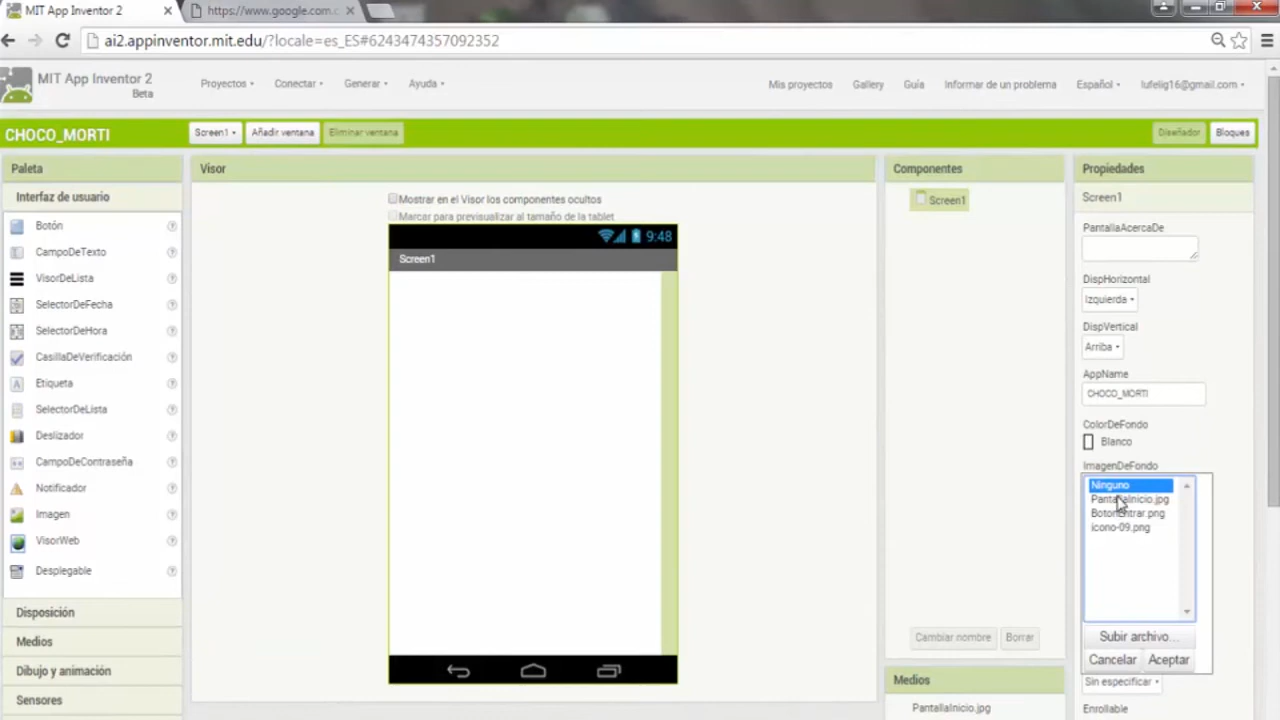 MIT App Inventor 2
https://www.google.com.c
ai2.appinventor.mit.edu/?locale=es_ES#6243474357092352
MIT App Inventor 2
Beta
Proyectos
Conectar
Generar
Ayuda
Mis proyectos
Gallery
Guía
Informar de un problema
Español
lufelig16@gmail.com
CHOCO_MORTI
Screen1
Añadir ventana
Eliminar ventana
Diseñador
Bloques
Paleta
Interfaz de usuario
Botón
CampoDeTexto
VisorDeLista
SelectorDeFecha
SelectorDeHora
CasillaDeVerificación
Etiqueta
SelectorDeLista
Deslizador
CampoDeContraseña
Notificador
Imagen
VisorWeb
Desplegable
Disposición
Medios
Dibujo y animación
Sensores
Visor
Mostrar en el Visor los componentes ocultos
Marcar para previsualizar al tamaño de la tablet
9:48
Screen1
Componentes
Screen1
Cambiar nombre
Borrar
Medios
PantallaInicio.jpg
Propiedades
Screen1
PantallaAcercaDe
DispHorizontal
Izquierda
DispVertical
Arriba
AppName
CHOCO_MORTI
ColorDeFondo
Blanco
ImagenDeFondo
Ninguno
PantallaInicio.jpg
BotonEntrar.png
icono-09.png
Subir archivo...
Cancelar
Aceptar
Sin especificar
Enrollable